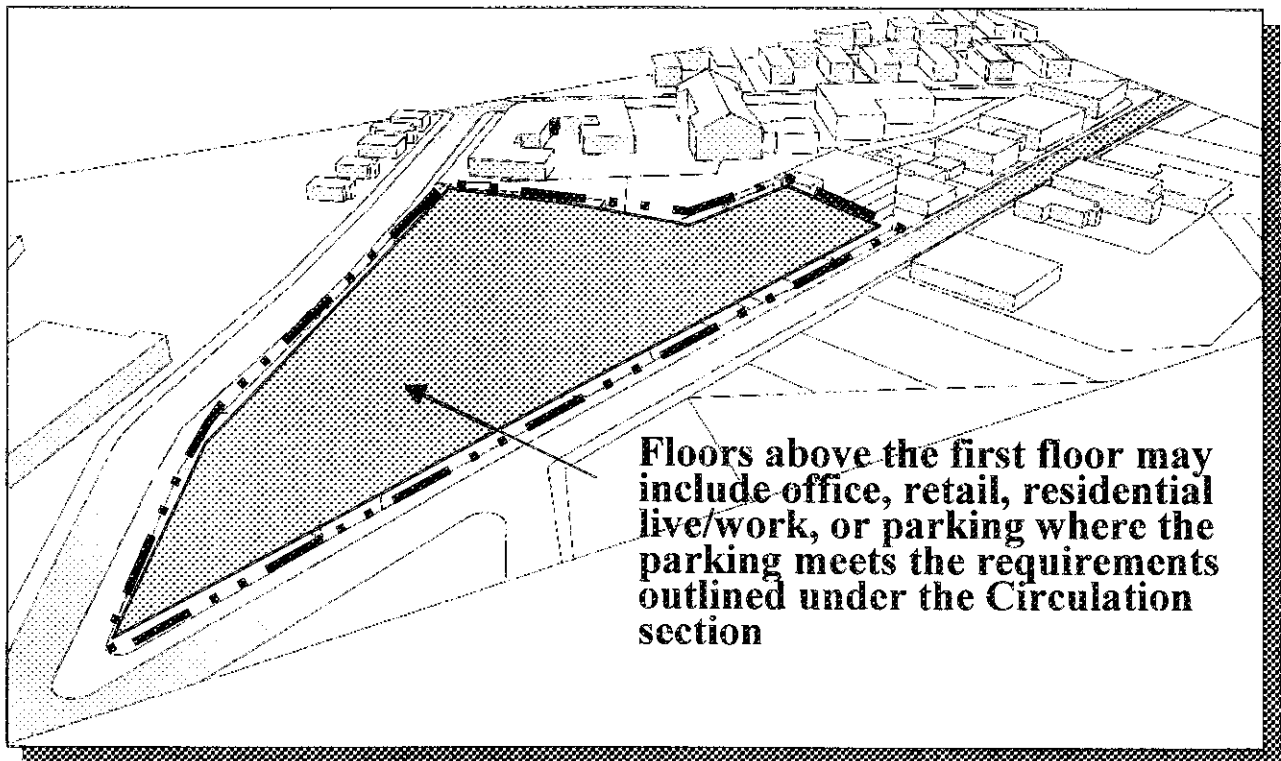 Floors above the first floor may
include office, retail, residential
live/work, or parking where the
parking meets the requirements
outlined under the Circulation
section